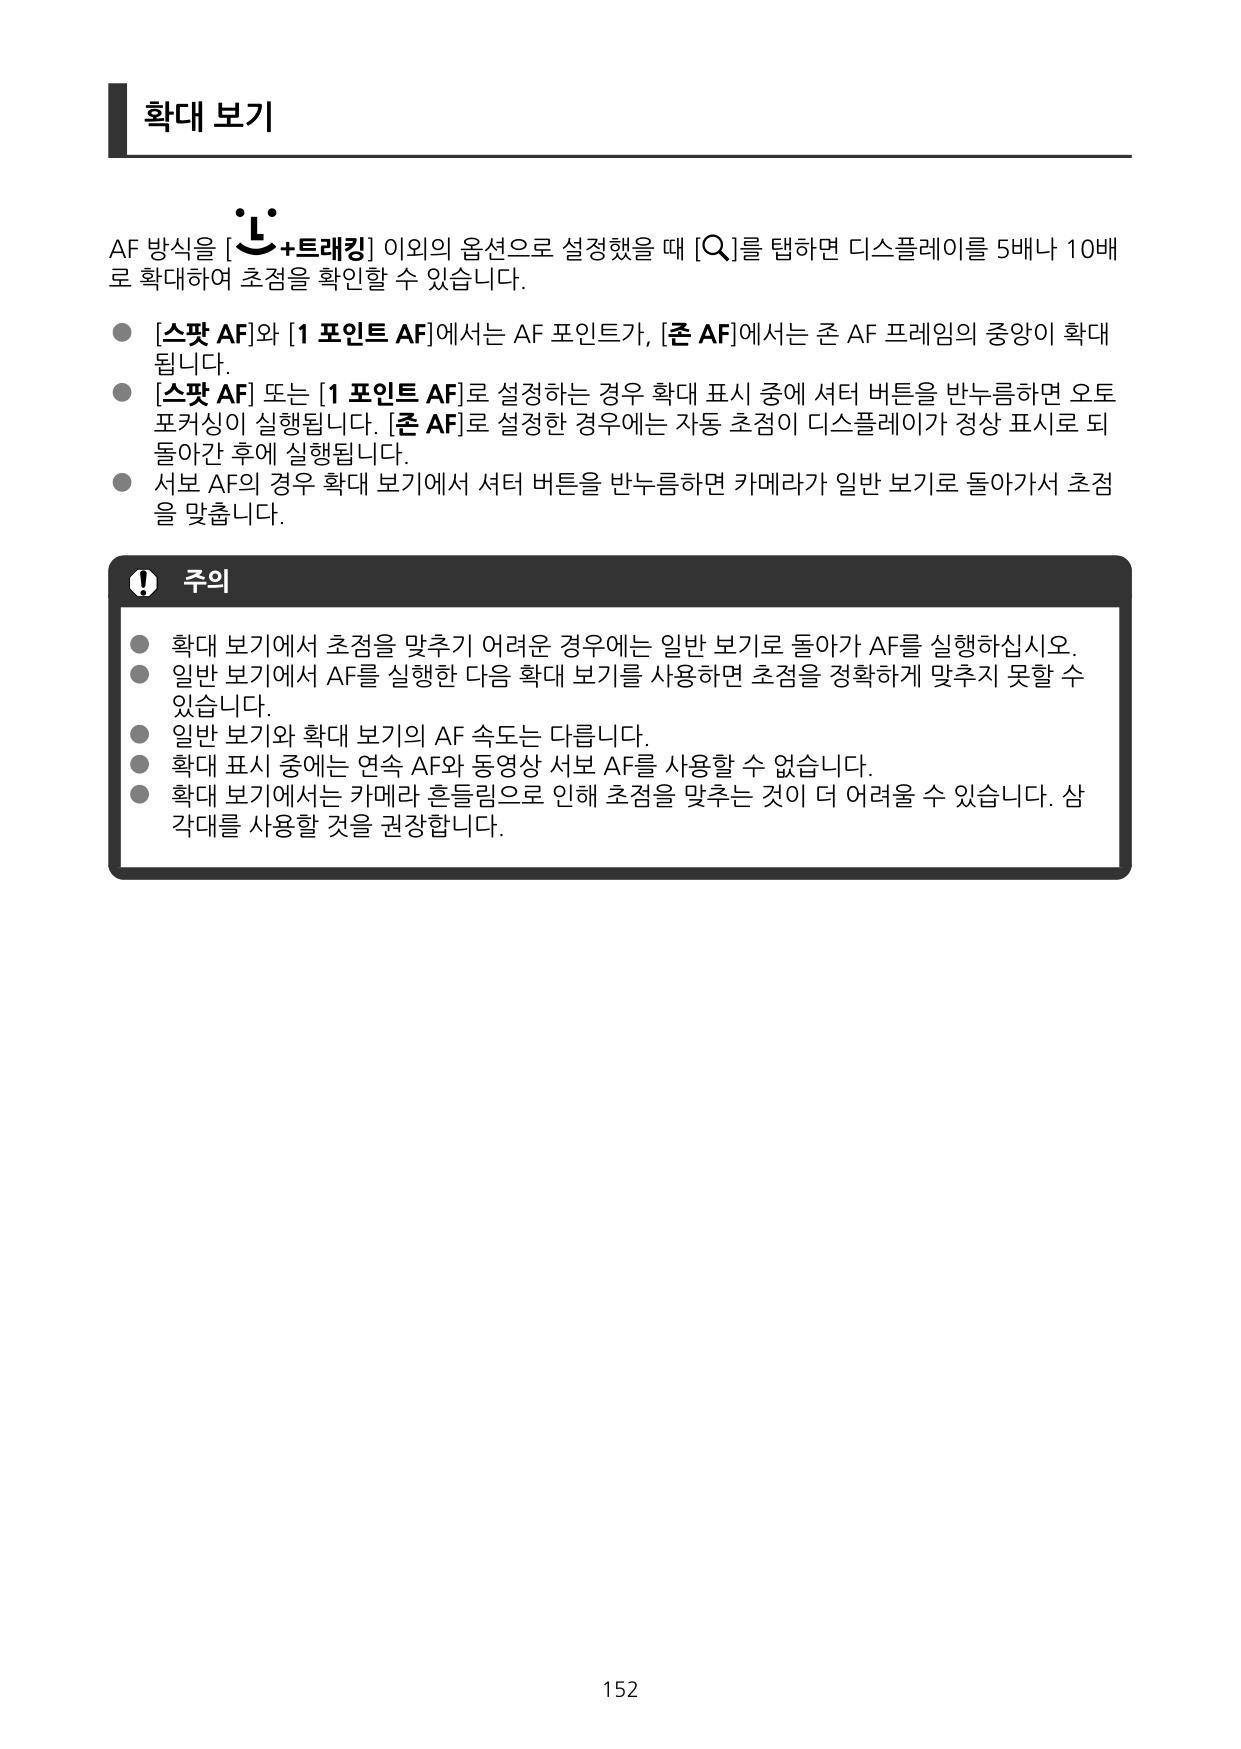 확대 보기
AF 방식을 [+트래킹] 이외의 옵션으로 설정했을 때 []를 탭하면 디스플레이를 5배나 10배
로 확대하여 초점을 확인할 수 있습니다.
● [스팟 AF]와 [1 포인트 AF]에서는 AF 포인트가, [존 AF]에서는 존 AF 프레임의 중앙이 확대
됩니다.
● [스팟 AF] 또는 [1 포인트 AF]로 설정하는 경우 확대 표시 중에 셔터 버튼을 반누름하면 오토
포커싱이 실행됩니다. [존 AF]로 설정한 경우에는 자동 초점이 디스플레이가 정상 표시로 되
돌아간 후에 실행됩니다.
● 서보 AF의 경우 확대 보기에서 셔터 버튼을 반누름하면 카메라가 일반 보기로 돌아가서 초점
을 맞춥니다.
주의
● 확대 보기에서 초점을 맞추기 어려운 경우에는 일반 보기로 돌아가 AF를 실행하십시오.
● 일반 보기에서 AF를 실행한 다음 확대 보기를 사용하면 초점을 정확하게 맞추지 못할 수
있습니다.
● 일반 보기와 확대 보기의 AF 속도는 다릅니다.
● 확대 표시 중에는 연속 AF와 동영상 서보 AF를 사용할 수 없습니다.
● 확대 보기에서는 카메라 흔들림으로 인해 초점을 맞추는 것이 더 어려울 수 있습니다. 삼
각대를 사용할 것을 권장합니다.
152